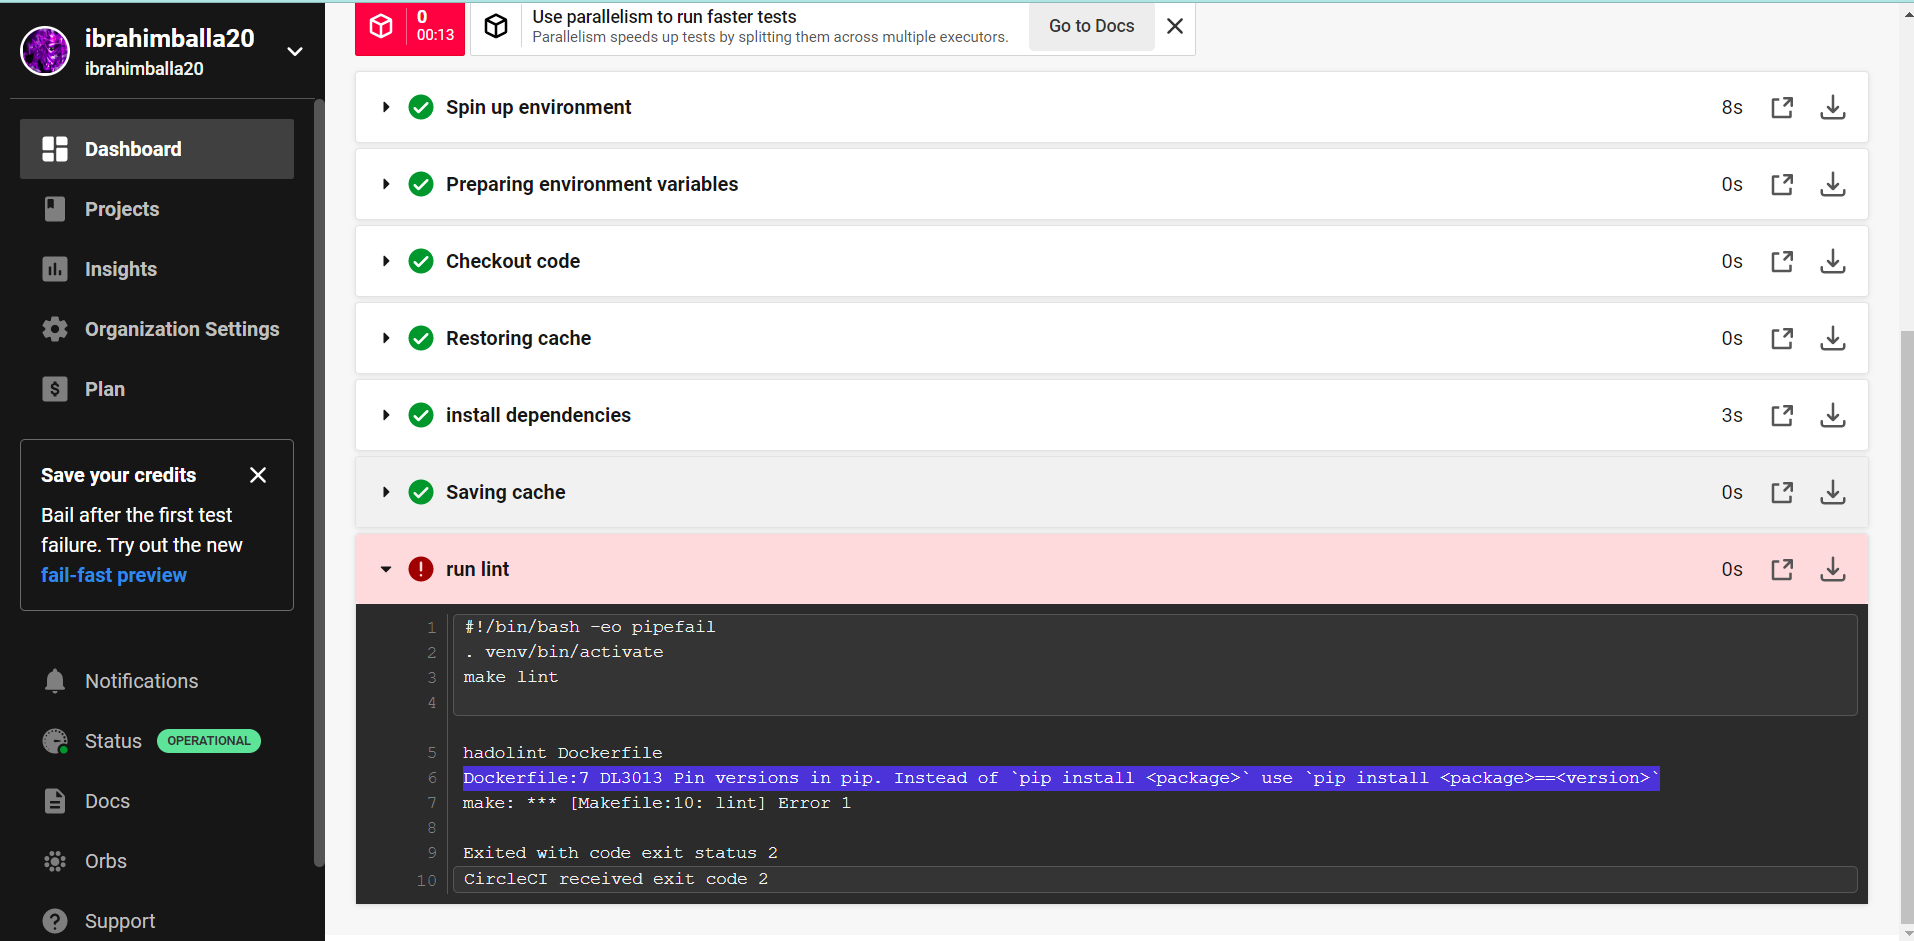 ibrahimballa20
ibrahimballa20
Dashboard
Projects
Insights
Organization Settings
Plan
Save your credits
Bail after the first test
failure. Try out the new
fail-fast preview
Notifications
Status OPERATIONAL
Docs
Orbs
Support
0
00:13
Use parallelism to run faster tests
Parallelism speeds up tests by splitting them across multiple executors.
Go to Docs
Spin up environment 8s
Preparing environment variables 0s
Checkout code 0s
Restoring cache 0s
install dependencies 3s
Saving cache 0s
run lint 0s
1 #!/bin/bash -eo pipefail
2 . venv/bin/activate
3 make lint
4
5 hadolint Dockerfile
6 Dockerfile:7 DL3013 Pin versions in pip. Instead of `pip install <package>` use `pip install <package>==<version>`
7 make: *** [Makefile:10: lint] Error 1
8
9 Exited with code exit status 2
10 CircleCI received exit code 2